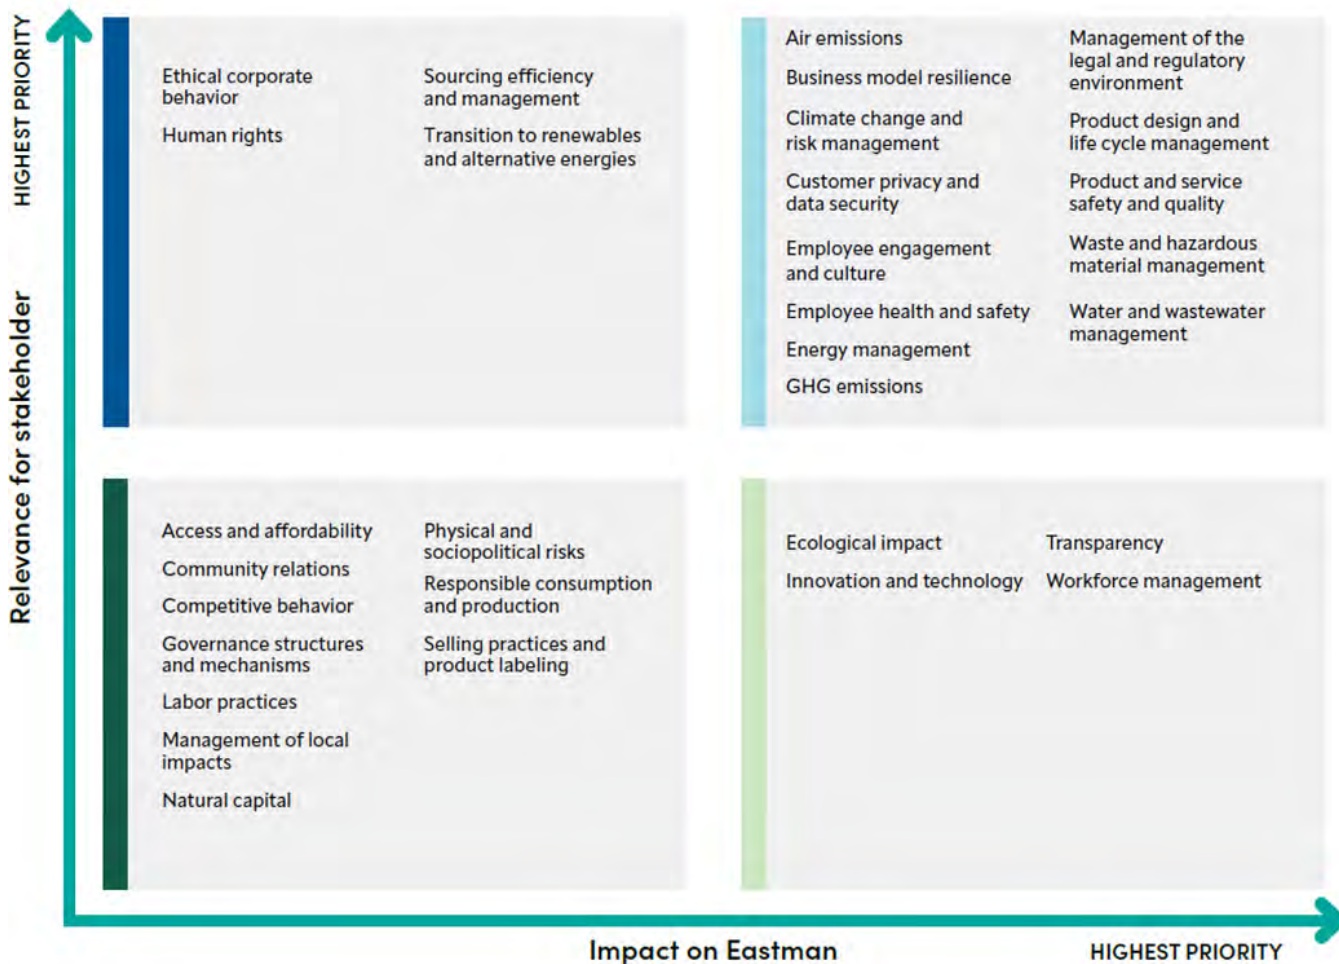 HIGHEST PRIORITY
Relevance for stakeholder
Ethical corporate
behavior
Human rights
Sourcing efficiency
and management
Transition to renewables
and alternative energies
Air emissions
Business model resilience
Climate change and
risk management
Customer privacy and
data security
Employee engagement
and culture
Employee health and safety
Energy management
GHG emissions
Management of the
legal and regulatory
environment
Product design and
life cycle management
Product and service
safety and quality
Waste and hazardous
material management
Water and wastewater
management
Access and affordability
Community relations
Competitive behavior
Governance structures
and mechanisms
Labor practices
Management of local
impacts
Natural capital
Physical and
sociopolitical risks
Responsible consumption
and production
Selling practices and
product labeling
Ecological impact
Innovation and technology
Transparency
Workforce management
Impact on Eastman
HIGHEST PRIORITY